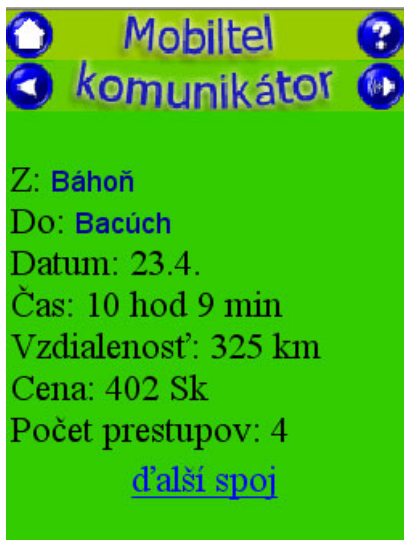 Mobiltel
?
komunikátor
Z: Báhoň
Do: Bacúch
Datum: 23.4.
Čas: 10 hod 9 min
Vzdialenosť: 325 km
Cena: 402 Sk
Počet prestupov: 4
ďalší spoj